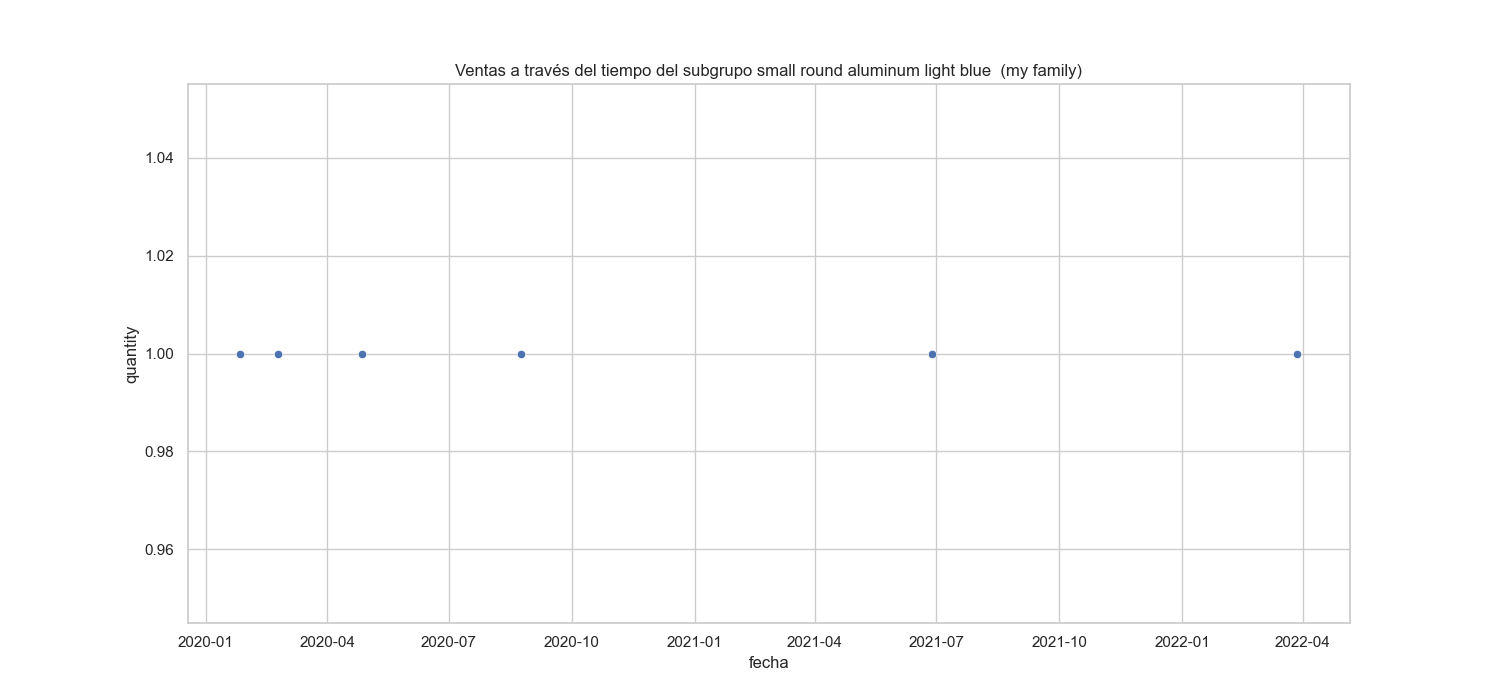 Ventas a través del tiempo del subgrupo small round aluminum light blue  (my family)
1.04
1.02
1.00
0.98
0.96
quantity
2020-01 2020-04 2020-07 2020-10 2021-01 2021-04 2021-07 2021-10 2022-01 2022-04
fecha